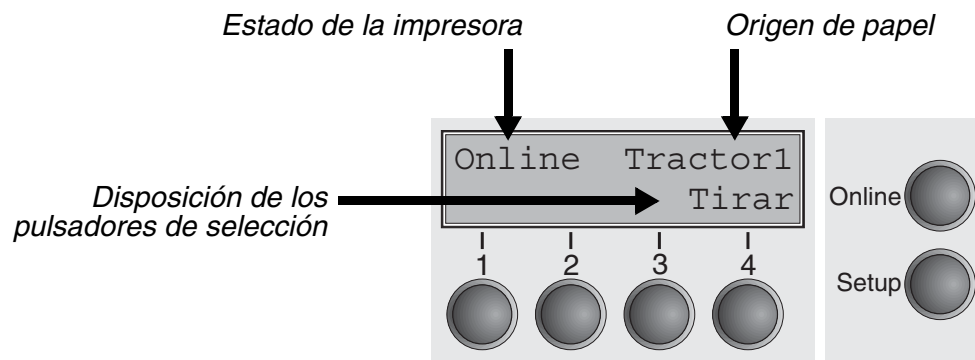 Estado de la impresora
Origen de papel
Online Tractor1
Tirar
Disposición de los
pulsadores de selección
1 2 3 4
Online
Setup